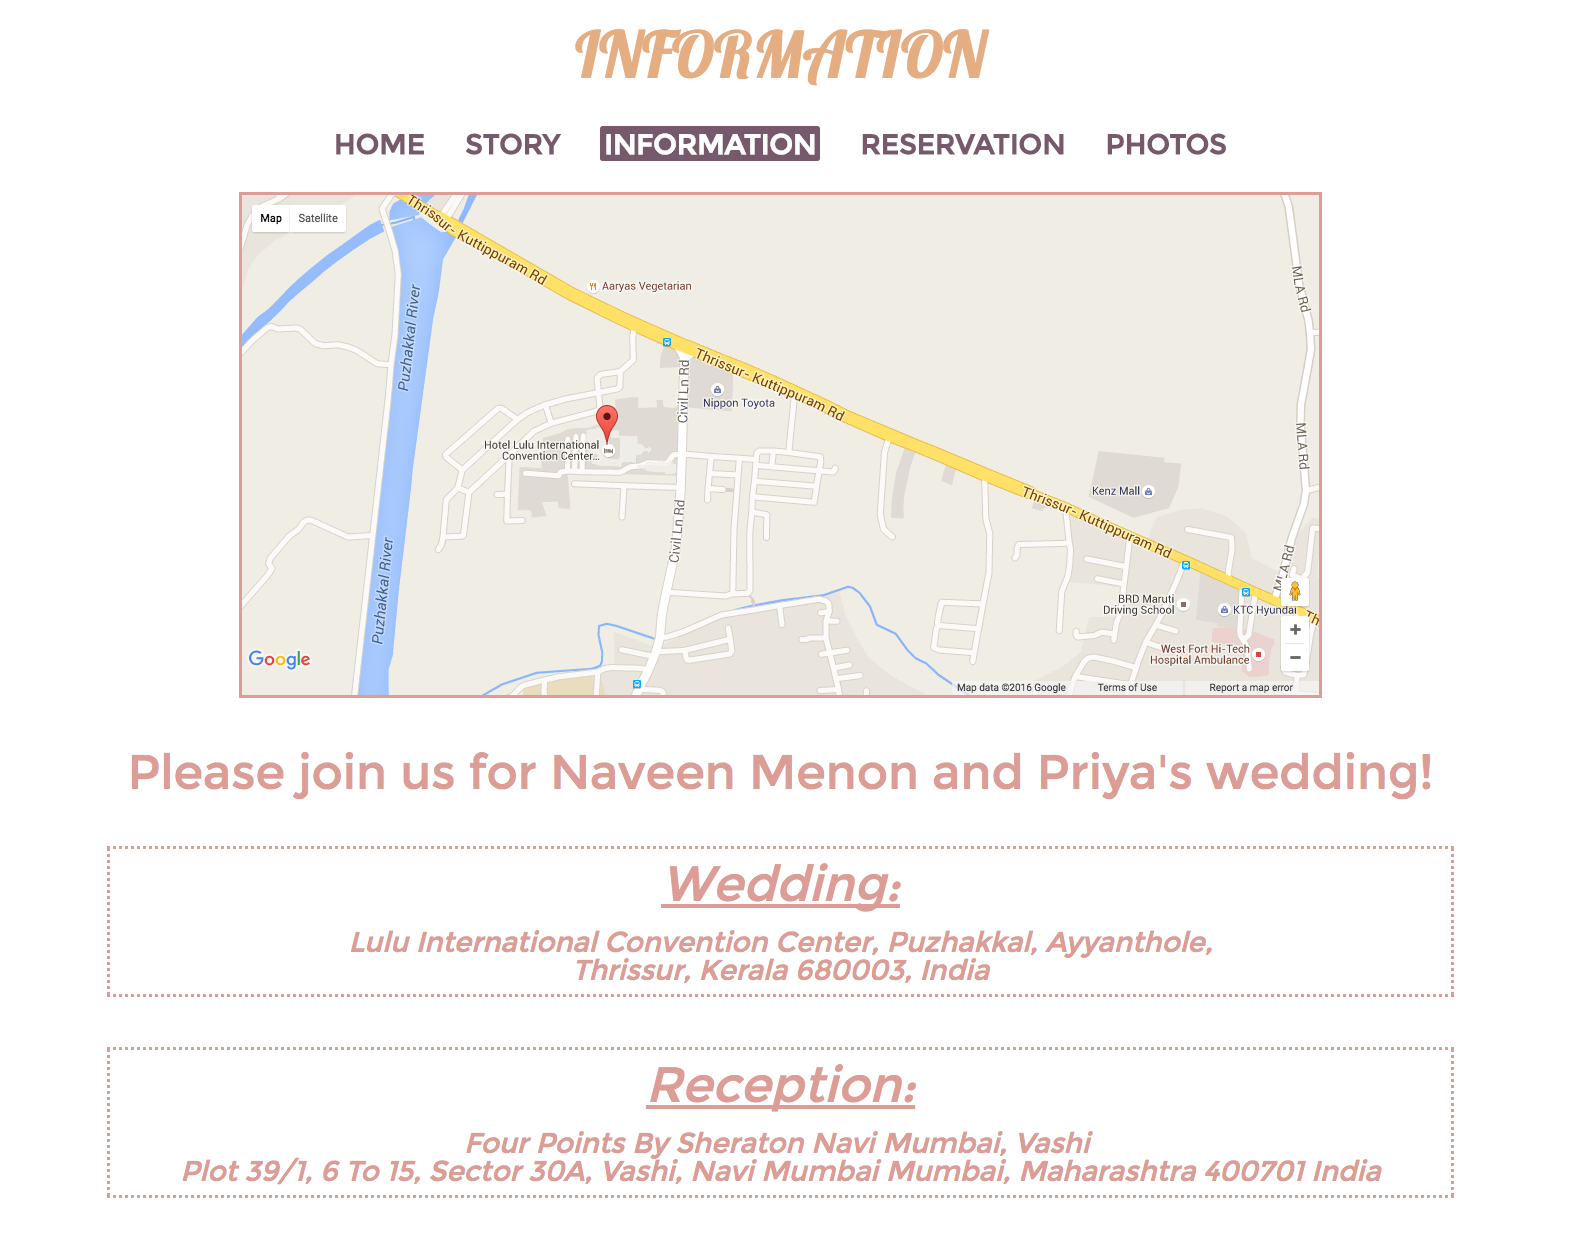 INFORMATION
HOME STORY INFORMATION RESERVATION PHOTOS
Map Satellite
Thrissur- Kuttippuram Rd
Aaryas Vegetarian
MLA Rd
Puzhakkal River
Thrissur- Kuttippuram Rd
Civil Ln Rd
Nippon Toyota
MLA Rd
Hotel Lulu International
Convention Center...
Kenz Mall
Thrissur- Kuttippuram Rd
Civil Ln Rd
Puzhakkal River
MLA Rd
BRD Maruti
Driving School
KTC Hyundai
Th
West Fort Hi-Tech
Hospital Ambulance
Google
Map data ©2016 Google Terms of Use Report a map error
Please join us for Naveen Menon and Priya's wedding!
Wedding:
Lulu International Convention Center, Puzhakkal, Ayyanthole,
Thrissur, Kerala 680003, India
Reception:
Four Points By Sheraton Navi Mumbai, Vashi
Plot 39/1, 6 To 15, Sector 30A, Vashi, Navi Mumbai Mumbai, Maharashtra 400701 India